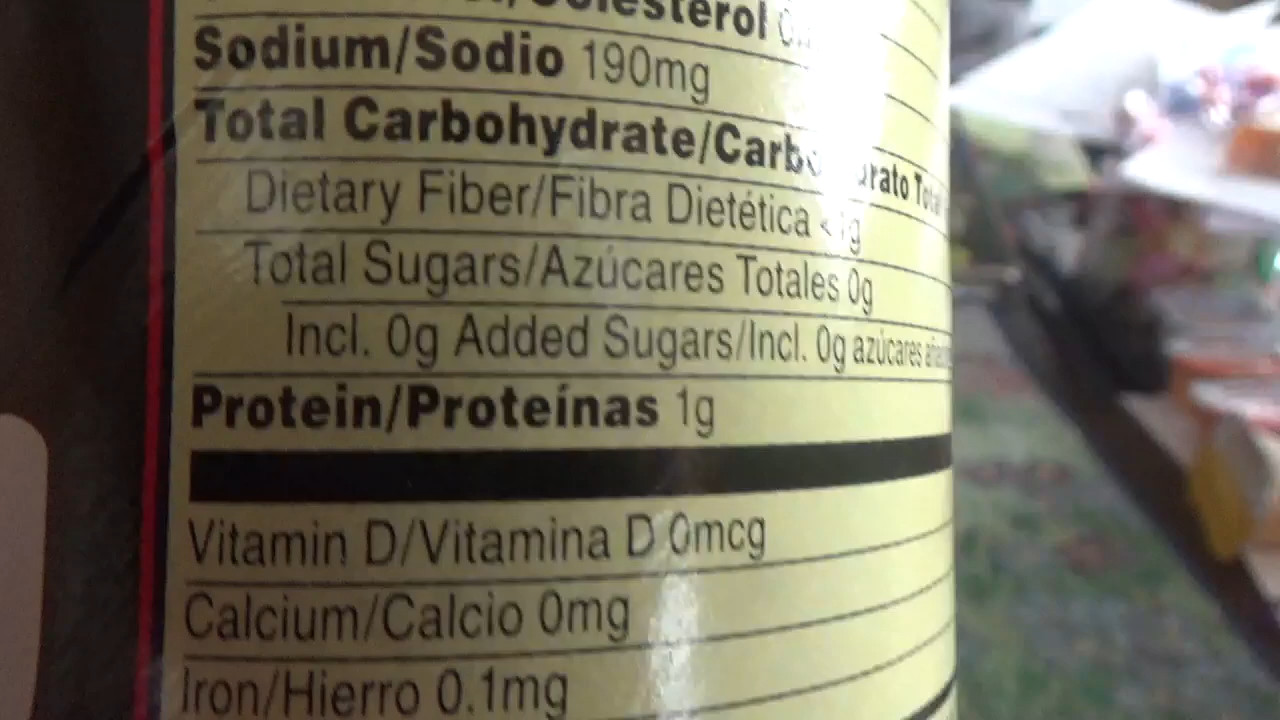 Sodium/Sodio 190mg
Total Carbohydrate/
Dietary Fiber/Fibra Dietética <1g
Total Sugars/Azúcares Totales 0g
Incl. 0g Added Sugars/Incl. 0g azúcares
Protein/Proteínas 1g
Vitamin D/Vitamina D 0mcg
Calcium/Calcio 0mg
Iron/Hierro 0.1mg